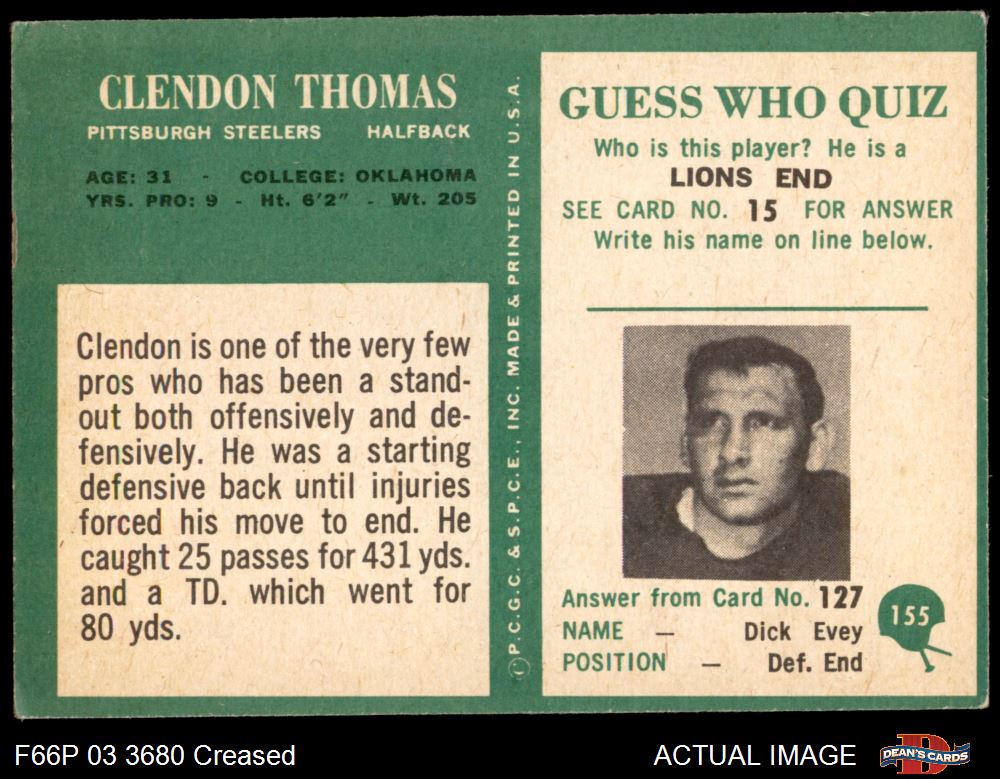 CLENDON THOMAS
PITTSBURGH STEELERS HALFBACK
AGE: 31 - COLLEGE: OKLAHOMA
YRS. PRO: 9 - Ht. 6'2" - Wt. 205
Clendon is one of the very few
pros who has been a stand-
out both offensively and de-
fensively. He was a starting
defensive back until injuries
forced his move to end. He
caught 25 passes for 431 yds.
and a TD. which went for
80 yds.
©P.C.G.C. & S.P.C.E., INC. MADE & PRINTED IN U.S.A.
GUESS WHO QUIZ
Who is this player? He is a
LIONS END
SEE CARD NO. 15 FOR ANSWER
Write his name on line below.
Answer from Card No. 127
NAME — Dick Evey
POSITION — Def. End
155
F66P 03 3680 Creased
ACTUAL IMAGE
DEAN'S CARDS